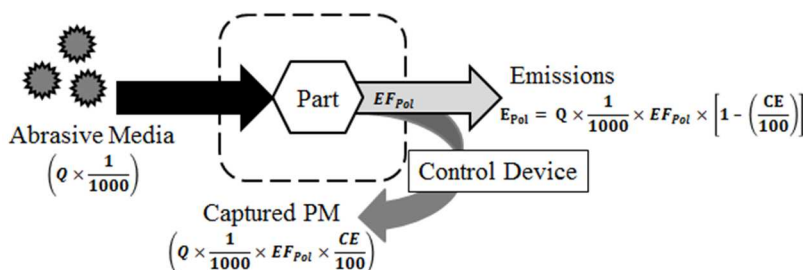 Abrasive Media
(Q × 1/1000)
Part
EF_Pol
Emissions
E_Pol = Q × 1/1000 × EF_Pol × [1 − (CE/100)]
Control Device
Captured PM
(Q × 1/1000 × EF_Pol × CE/100)